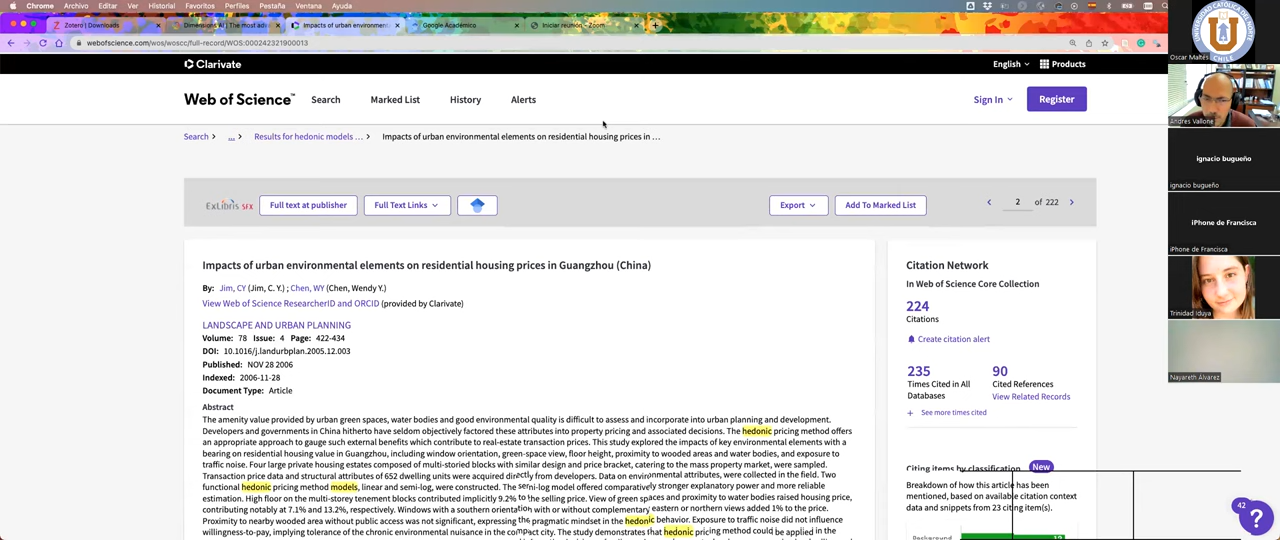 Chrome Archivo Editar Ver Historial Favoritos Perfiles Pestaña Ventana Ayuda
Zotero | Downloads
Dimensions AI | The most ad
Impacts of urban environment
Google Académico
Iniciar reunión - Zoom
webofscience.com/wos/woscc/full-record/WOS:000242321900013
Clarivate
English
Products
Web of Science™
Search
Marked List
History
Alerts
Sign In
Register
Search > ... > Results for hedonic models ... > Impacts of urban environmental elements on residential housing prices in ...
ExLibris SFX
Full text at publisher
Full Text Links
Export
Add To Marked List
2 of 222
Impacts of urban environmental elements on residential housing prices in Guangzhou (China)
By: Jim, CY (Jim, C. Y.) ; Chen, WY (Chen, Wendy Y.)
View Web of Science ResearcherID and ORCID (provided by Clarivate)
LANDSCAPE AND URBAN PLANNING
Volume: 78 Issue: 4 Page: 422-434
DOI: 10.1016/j.landurbplan.2005.12.003
Published: NOV 28 2006
Indexed: 2006-11-28
Document Type: Article
Abstract
The amenity value provided by urban green spaces, water bodies and good environmental quality is difficult to assess and incorporate into urban planning and development.
Developers and governments in China hitherto have seldom objectively factored these attributes into property pricing and associated decisions. The hedonic pricing method offers
an appropriate approach to gauge such external benefits which contribute to real-estate transaction prices. This study explored the impacts of key environmental elements with a
bearing on residential housing value in Guangzhou, including window orientation, green-space view, floor height, proximity to wooded areas and water bodies, and exposure to
traffic noise. Four large private housing estates composed of multi-storied blocks with similar design and price bracket, catering to the mass property market, were sampled.
Transaction price data and structural attributes of 652 dwelling units were acquired directly from developers. Data on environmental attributes, were collected in the field. Two
functional hedonic pricing method models, linear and semi-log, were constructed. The semi-log model offered comparatively stronger explanatory power and more reliable
estimation. High floor on the multi-storey tenement blocks contributed implicitly 9.2% to the selling price. View of green spaces and proximity to water bodies raised housing price,
contributing notably at 7.1% and 13.2%, respectively. Windows with a southern orientation with or without complementary eastern or northern views added 1% to the price.
Proximity to nearby wooded area without public access was not significant, expressing the pragmatic mindset in the hedonic behavior. Exposure to traffic noise did not influence
willingness-to-pay, implying tolerance of the chronic environmental nuisance in the compact city. The study demonstrates that hedonic pricing method could be applied in the
Citation Network
In Web of Science Core Collection
224
Citations
Create citation alert
235
Times Cited in All
Databases
See more times cited
90
Cited References
View Related Records
Citing items by classification New
Breakdown of how this article has been
mentioned, based on available citation context
data and snippets from 23 citing item(s).
Background
42
?
UNIVERSIDAD CATÓLICA DEL NORTE
CHILE
Oscar Maltés
Andres Vallone
ignacio bugueño
ignacio bugueño
iPhone de Francisca
iPhone de Francisca
Trinidad Iduya
Nayareth Álvarez